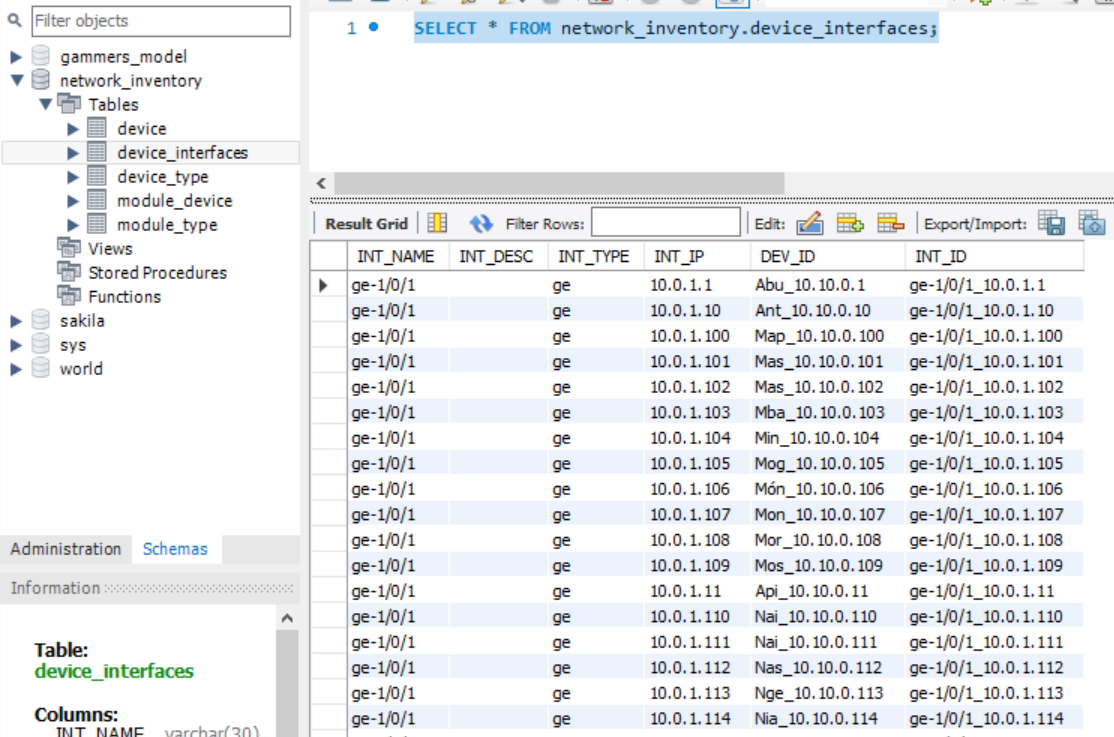 Filter objects
gammers_model
network_inventory
Tables
device
device_interfaces
device_type
module_device
module_type
Views
Stored Procedures
Functions
sakila
sys
world
Administration Schemas
Information
Table:
device_interfaces
Columns:
INT_NAME varchar(30)
1 SELECT * FROM network_inventory.device_interfaces;
Result Grid Filter Rows: Edit: Export/Import:
INT_NAME INT_DESC INT_TYPE INT_IP DEV_ID INT_ID
ge-1/0/1 ge 10.0.1.1 Abu_10.10.0.1 ge-1/0/1_10.0.1.1
ge-1/0/1 ge 10.0.1.10 Ant_10.10.0.10 ge-1/0/1_10.0.1.10
ge-1/0/1 ge 10.0.1.100 Map_10.10.0.100 ge-1/0/1_10.0.1.100
ge-1/0/1 ge 10.0.1.101 Mas_10.10.0.101 ge-1/0/1_10.0.1.101
ge-1/0/1 ge 10.0.1.102 Mas_10.10.0.102 ge-1/0/1_10.0.1.102
ge-1/0/1 ge 10.0.1.103 Mba_10.10.0.103 ge-1/0/1_10.0.1.103
ge-1/0/1 ge 10.0.1.104 Min_10.10.0.104 ge-1/0/1_10.0.1.104
ge-1/0/1 ge 10.0.1.105 Mog_10.10.0.105 ge-1/0/1_10.0.1.105
ge-1/0/1 ge 10.0.1.106 Món_10.10.0.106 ge-1/0/1_10.0.1.106
ge-1/0/1 ge 10.0.1.107 Mon_10.10.0.107 ge-1/0/1_10.0.1.107
ge-1/0/1 ge 10.0.1.108 Mor_10.10.0.108 ge-1/0/1_10.0.1.108
ge-1/0/1 ge 10.0.1.109 Mos_10.10.0.109 ge-1/0/1_10.0.1.109
ge-1/0/1 ge 10.0.1.11 Api_10.10.0.11 ge-1/0/1_10.0.1.11
ge-1/0/1 ge 10.0.1.110 Nai_10.10.0.110 ge-1/0/1_10.0.1.110
ge-1/0/1 ge 10.0.1.111 Nai_10.10.0.111 ge-1/0/1_10.0.1.111
ge-1/0/1 ge 10.0.1.112 Nas_10.10.0.112 ge-1/0/1_10.0.1.112
ge-1/0/1 ge 10.0.1.113 Nge_10.10.0.113 ge-1/0/1_10.0.1.113
ge-1/0/1 ge 10.0.1.114 Nia_10.10.0.114 ge-1/0/1_10.0.1.114